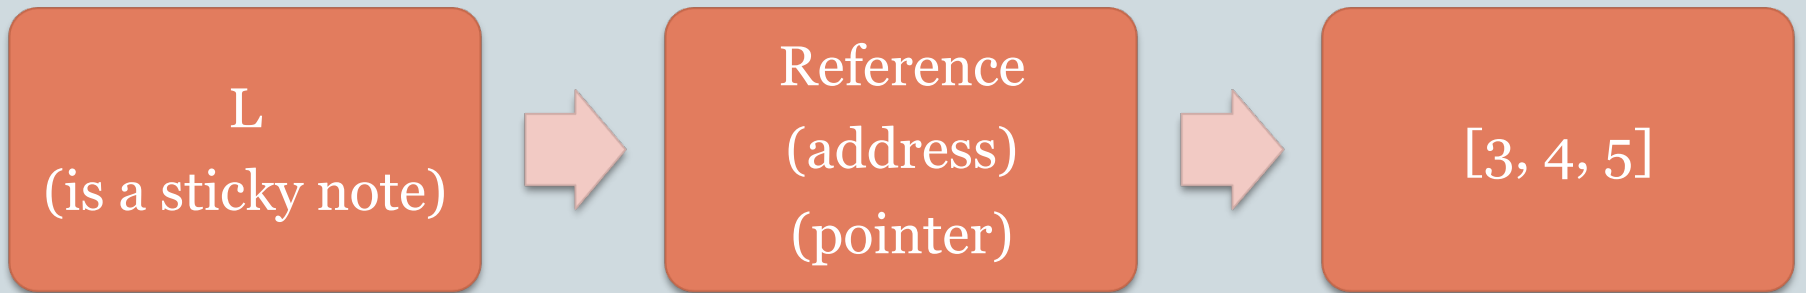 L
(is a sticky note)
Reference
(address)
(pointer)
[3, 4, 5]